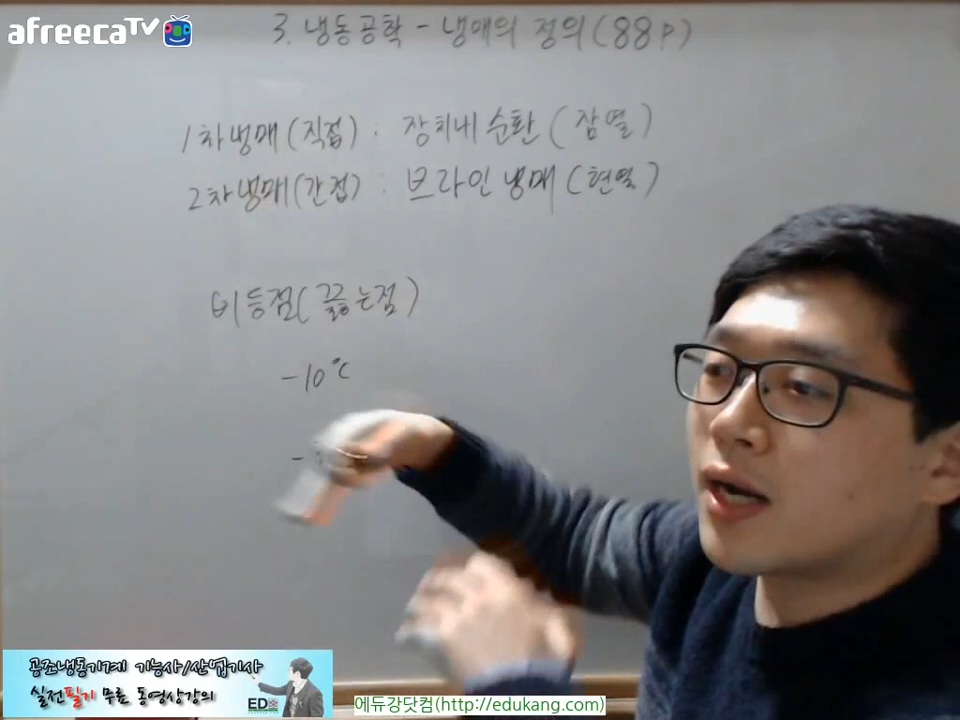 afreecaTV
3. 냉동공학 - 냉매의 정의(88p)
1차냉매(직접) : 장치내 순환(잠열)
2차냉매(간접) : 브라인 냉매(현열)
비등점(끓는점)
-10℃
-
공조냉동기계 기능사/산업기사
실전필기 무료 동영상강의
ED
에듀강닷컴(http://edukang.com)